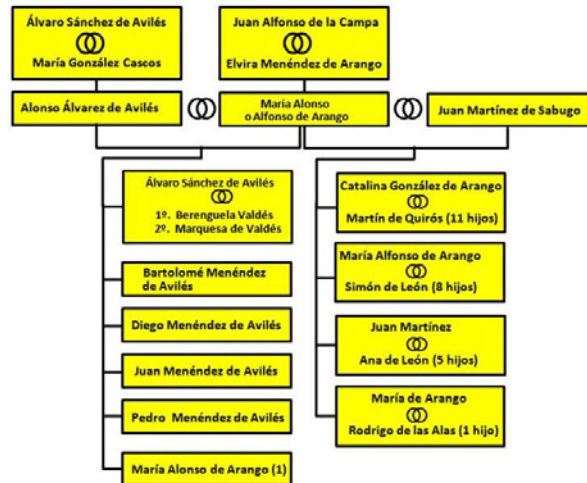 Álvaro Sánchez de Avilés
María González Cascos
Juan Alfonso de la Campa
Elvira Menéndez de Arango
Alonso Álvarez de Avilés
María Alonso
o Alfonso de Arango
Juan Martínez de Sabugo
Álvaro Sánchez de Avilés
1º. Berenguela Valdés
2º. Marquesa de Valdés
Bartolomé Menéndez
de Avilés
Diego Menéndez de Avilés
Juan Menéndez de Avilés
Pedro Menéndez de Avilés
María Alonso de Arango (1)
Catalina González de Arango
Martín de Quirós (11 hijos)
María Alfonso de Arango
Simón de León (8 hijos)
Juan Martínez
Ana de León (5 hijos)
María de Arango
Rodrigo de las Alas (1 hijo)